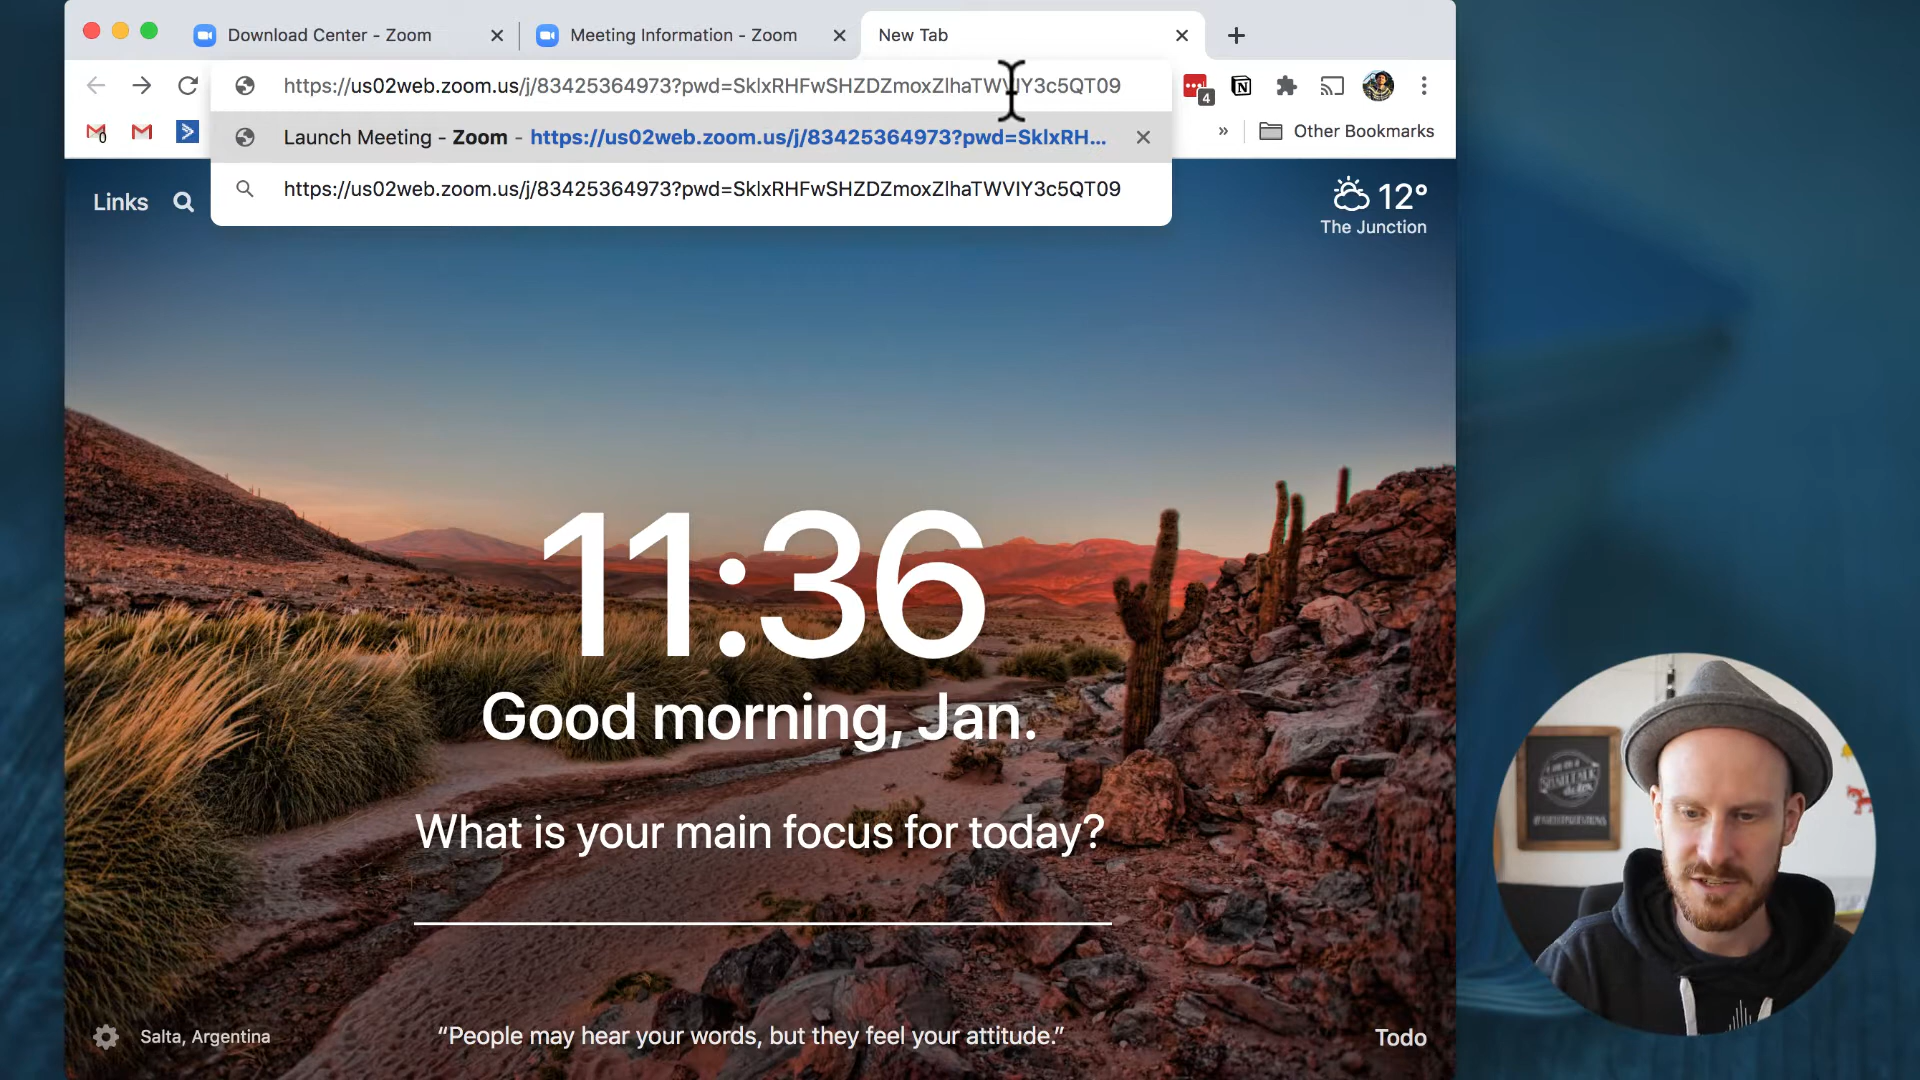 Download Center - Zoom
Meeting Information - Zoom
New Tab
https://us02web.zoom.us/j/83425364973?pwd=SklxRHFwSHZDZmoxZlhaTWVIY3c5QT09
4
0
Launch Meeting - Zoom - https://us02web.zoom.us/j/83425364973?pwd=SklxRH...
» Other Bookmarks
https://us02web.zoom.us/j/83425364973?pwd=SklxRHFwSHZDZmoxZlhaTWVIY3c5QT09
Links
12°
The Junction
11:36
Good morning, Jan.
What is your main focus for today?
Salta, Argentina
“People may hear your words, but they feel your attitude.”
Todo